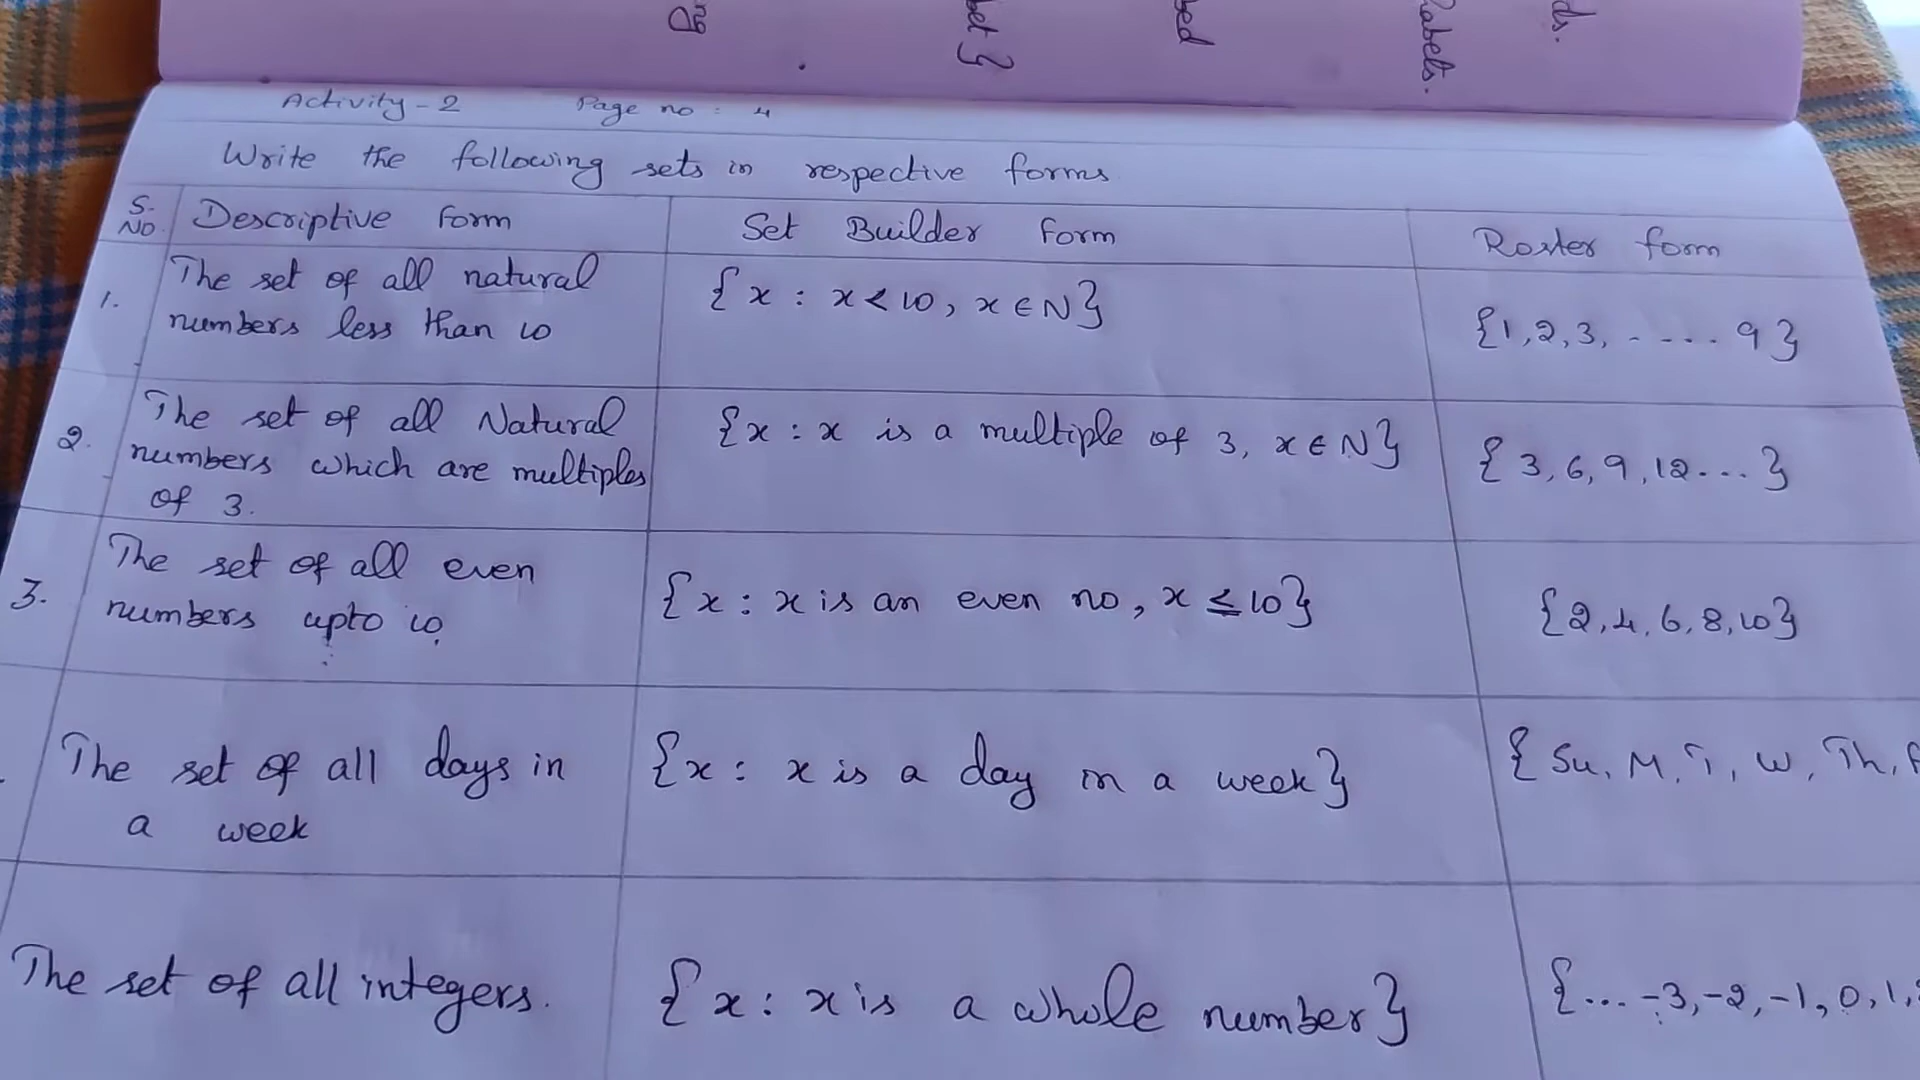 ng
bet }
bed
Labels.
ds.
Activity - 2 Page no : 4
Write the following sets in respective forms
S. No. Descriptive Form Set Builder Form Roster form
1. The set of all natural numbers less than 10 {x : x < 10, x ∈ N} {1, 2, 3, ..... 9}
2. The set of all Natural numbers which are multiples of 3. {x : x is a multiple of 3, x ∈ N} {3, 6, 9, 12...}
3. The set of all even numbers upto 10 {x : x is an even no, x ≤ 10} {2, 4, 6, 8, 10}
The set of all days in a week {x : x is a day in a week} {Su, M, T, W, Th,
The set of all integers. {x : x is a whole number} {... -3, -2, -1, 0, 1,